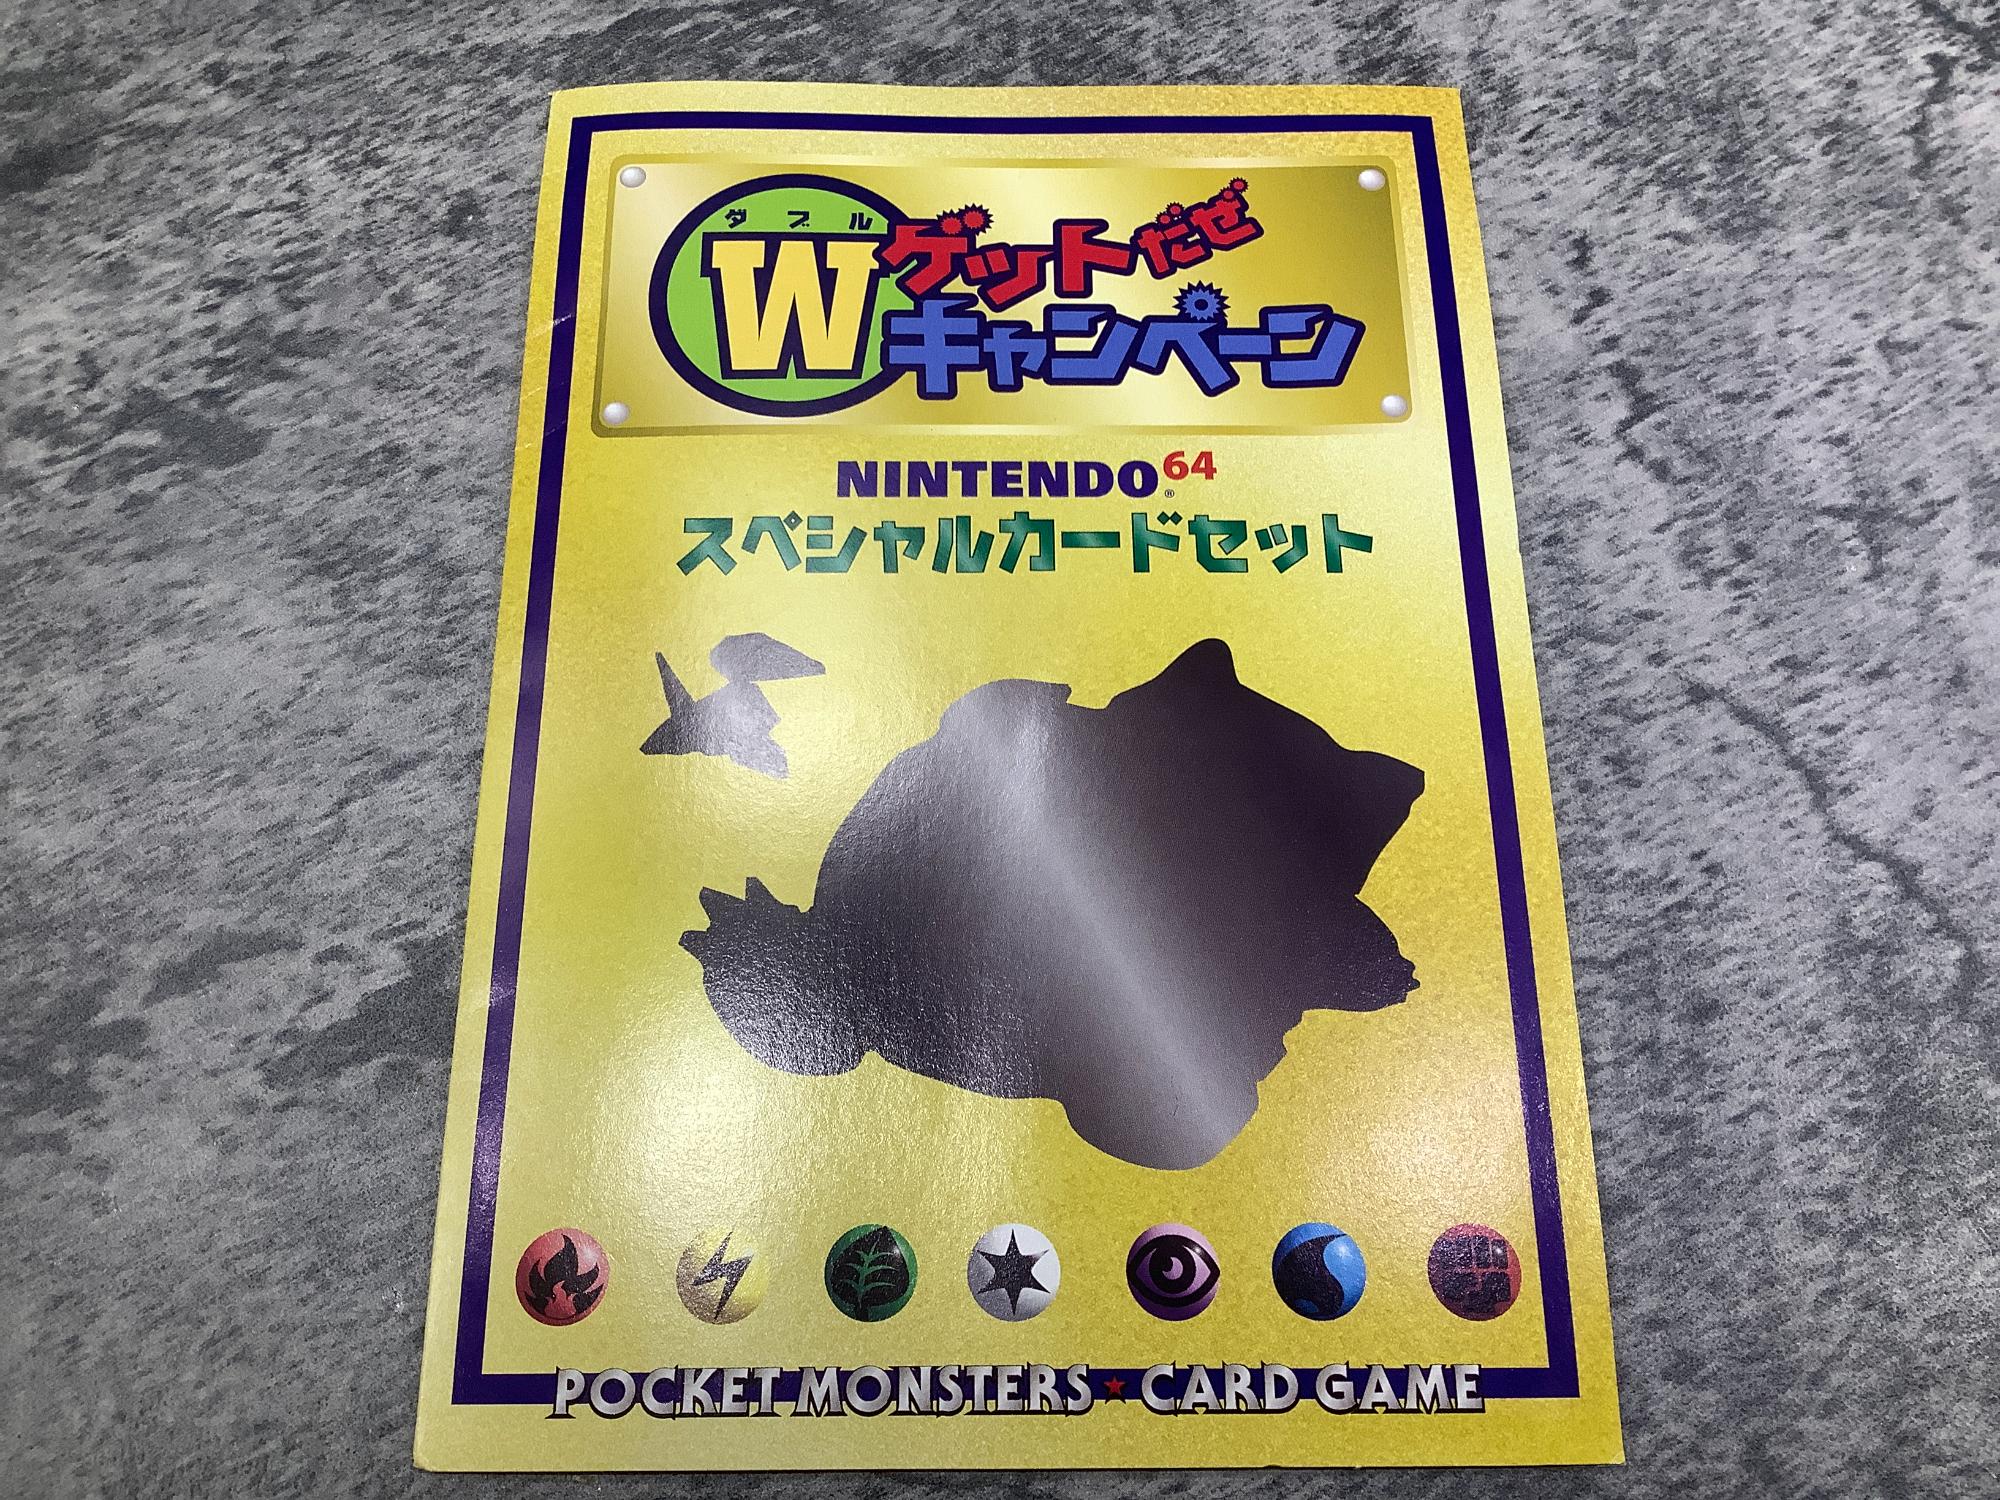 ダブル
Wゲットだぜ
キャンペーン
NINTENDO64®
スペシャルカードセット
POCKET MONSTERS★CARD GAME